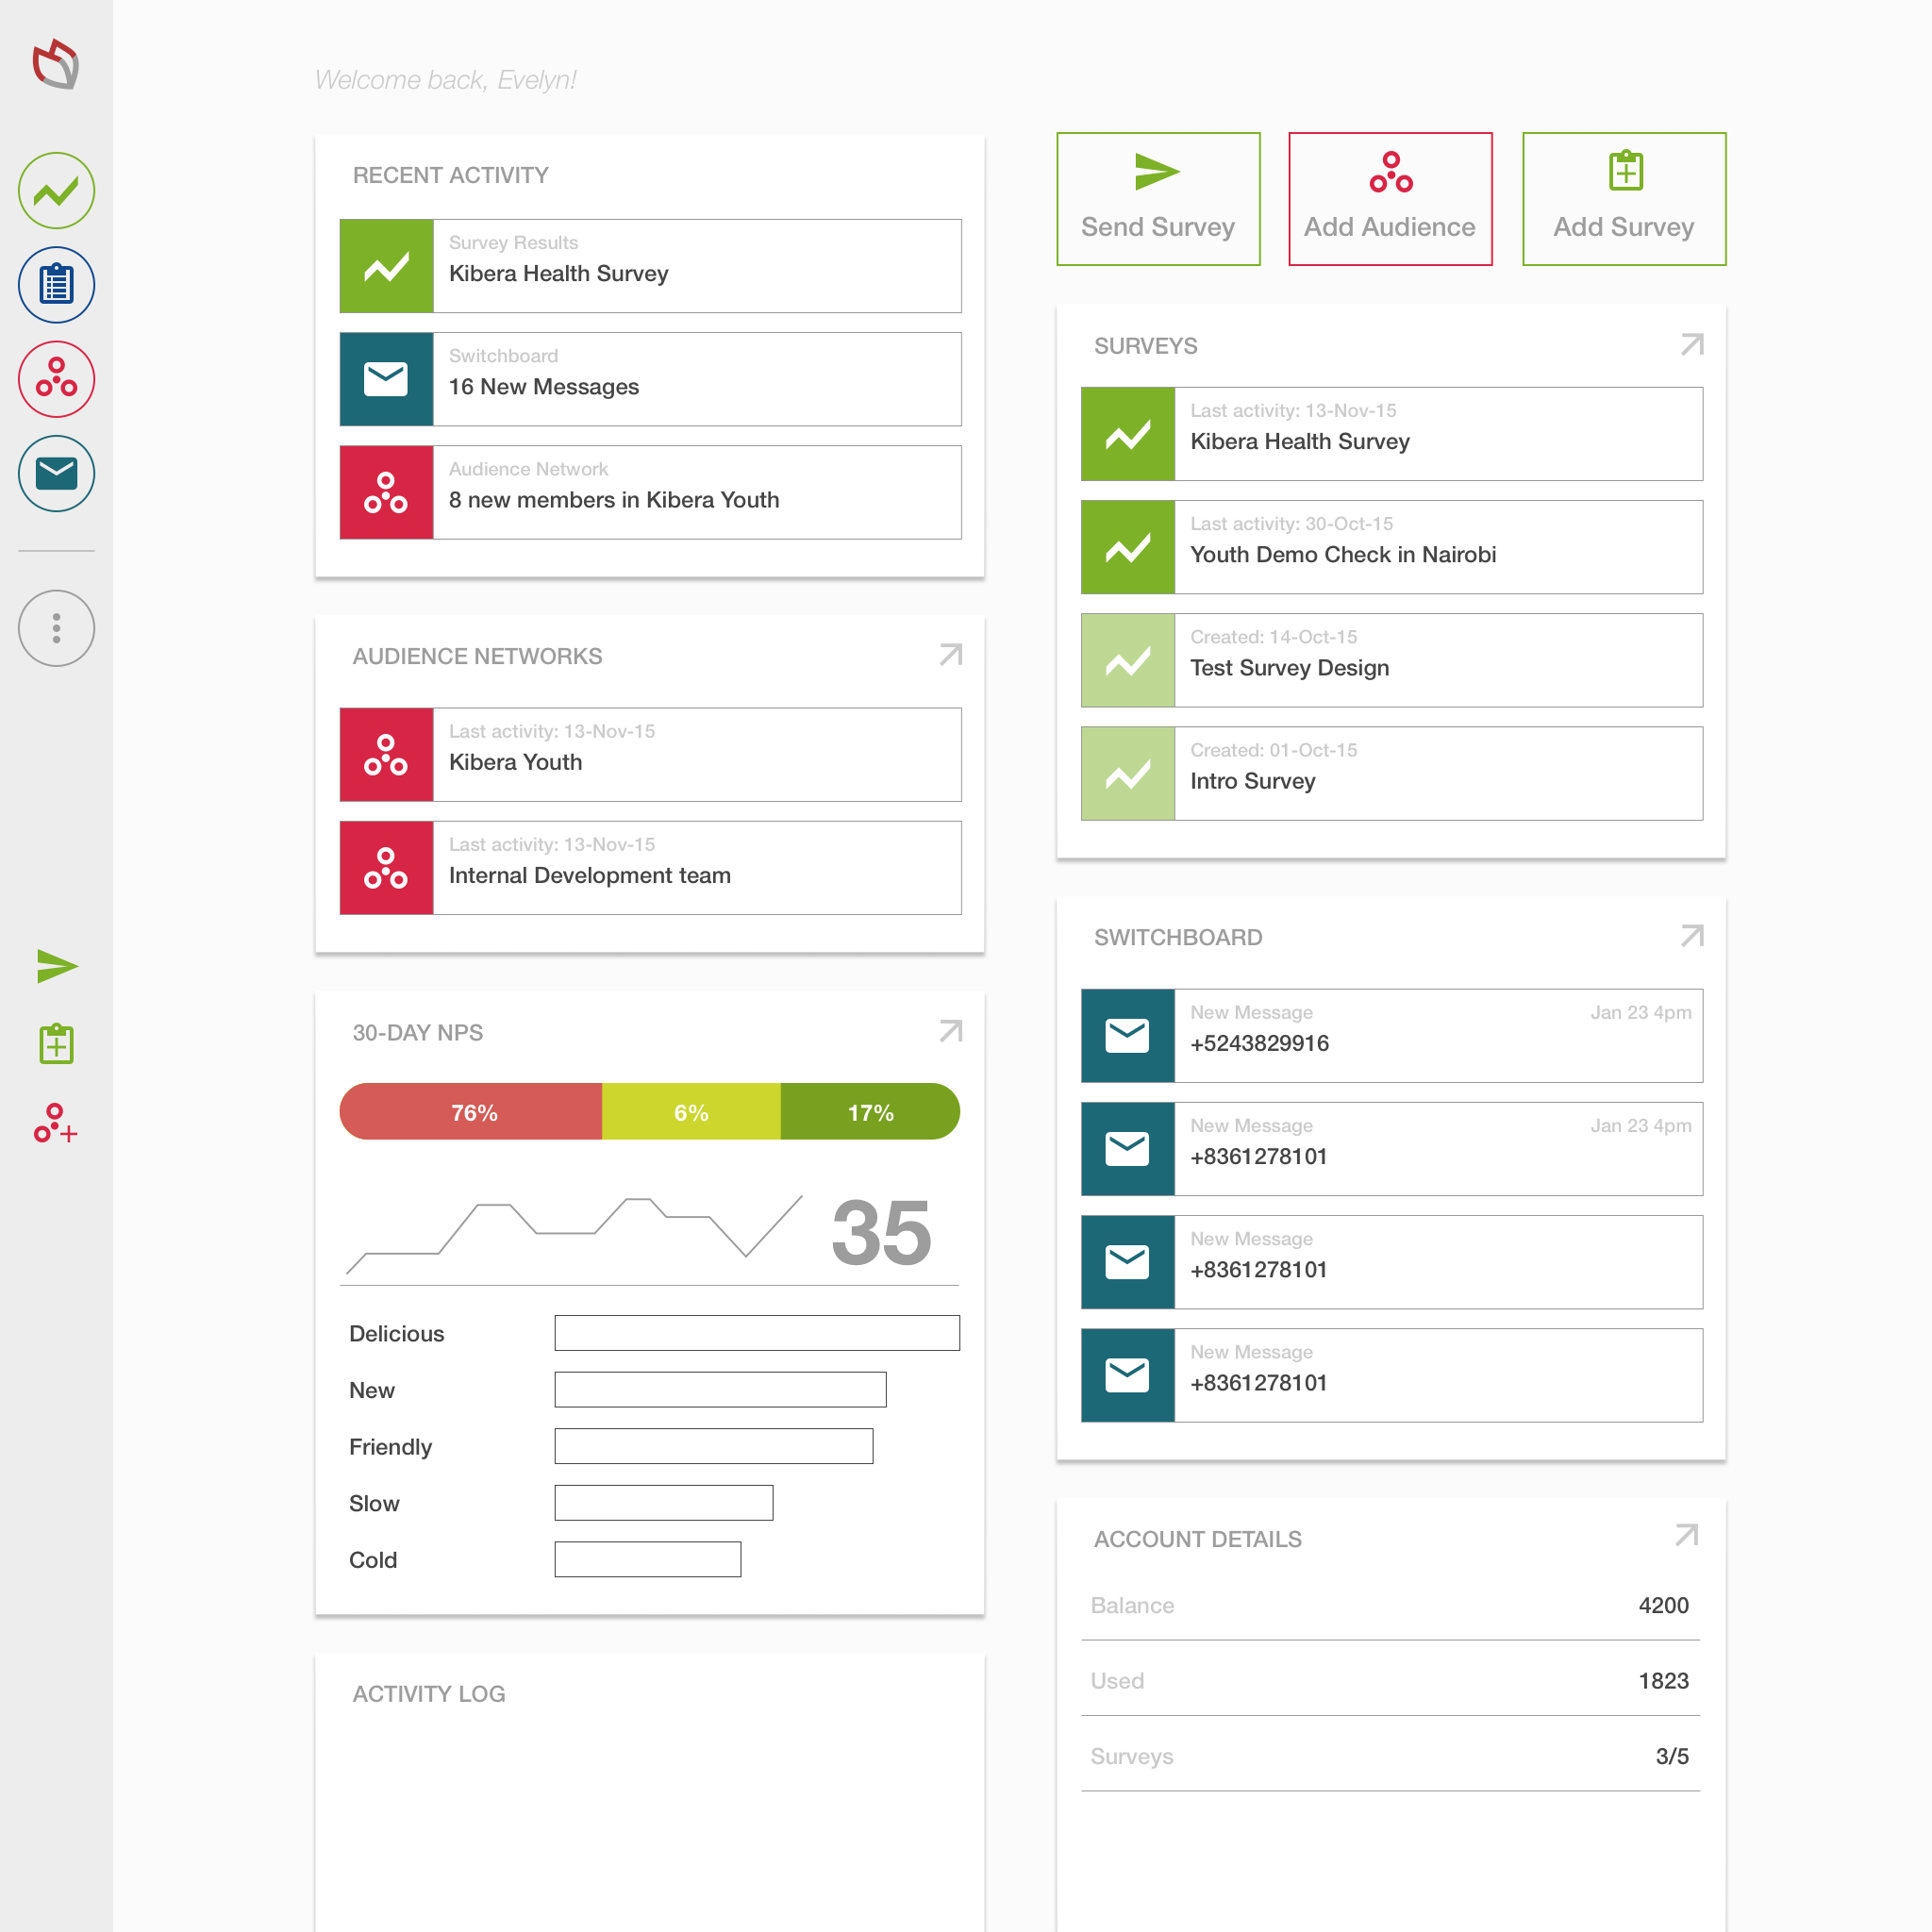 Welcome back, Evelyn!
RECENT ACTIVITY
Survey Results
Kibera Health Survey
Switchboard
16 New Messages
Audience Network
8 new members in Kibera Youth
AUDIENCE NETWORKS
Last activity: 13-Nov-15
Kibera Youth
Last activity: 13-Nov-15
Internal Development team
30-DAY NPS
76% 6% 17%
35
Delicious
New
Friendly
Slow
Cold
ACTIVITY LOG
Send Survey
Add Audience
Add Survey
SURVEYS
Last activity: 13-Nov-15
Kibera Health Survey
Last activity: 30-Oct-15
Youth Demo Check in Nairobi
Created: 14-Oct-15
Test Survey Design
Created: 01-Oct-15
Intro Survey
SWITCHBOARD
New Message Jan 23 4pm
+5243829916
New Message Jan 23 4pm
+8361278101
New Message
+8361278101
New Message
+8361278101
ACCOUNT DETAILS
Balance 4200
Used 1823
Surveys 3/5